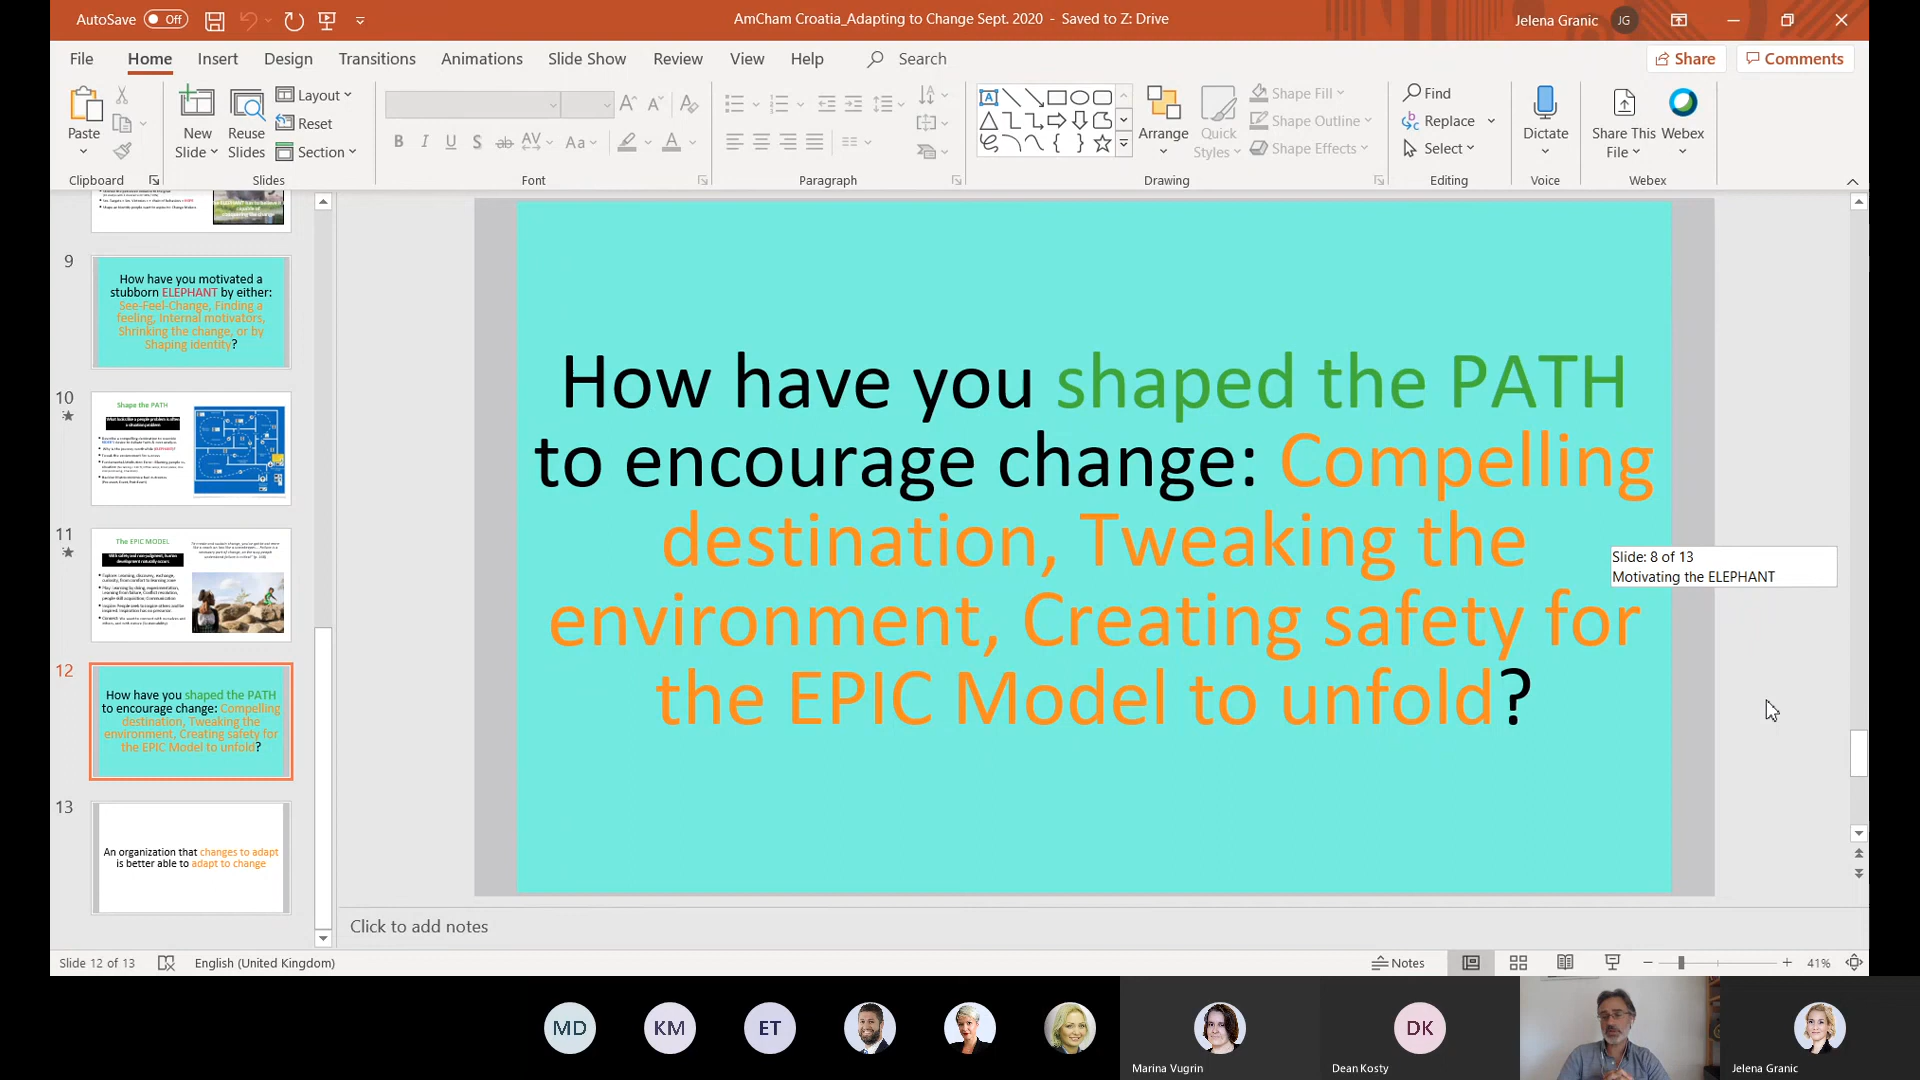 AutoSave Off
AmCham Croatia_Adapting to Change Sept. 2020 - Saved to Z: Drive
Jelena Granic JG
File Home Insert Design Transitions Animations Slide Show Review View Help Search
Share Comments
Paste
New Slide
Reuse Slides
Layout
Reset
Section
B I U S ab AV Aa A
Arrange
Quick Styles
Shape Fill
Shape Outline
Shape Effects
Find
Replace
Select
Dictate
Share This File
Webex
Clipboard Slides Font Paragraph Drawing Editing Voice Webex
9
How have you motivated a
stubborn ELEPHANT by either:
See-Feel-Change, Finding a
feeling, Internal motivators,
Shrinking the change, or by
Shaping identity?
10
Shape the PATH
11
The EPIC MODEL
12
How have you shaped the PATH
to encourage change: Compelling
destination, Tweaking the
environment, Creating safety for
the EPIC Model to unfold?
13
An organization that changes to adapt
is better able to adapt to change
How have you shaped the PATH
to encourage change: Compelling
destination, Tweaking the
environment, Creating safety for
the EPIC Model to unfold?
Slide: 8 of 13
Motivating the ELEPHANT
Click to add notes
Slide 12 of 13
English (United Kingdom)
Notes
41%
MD
KM
ET
DK
Marina Vugrin
Dean Kosty
Jelena Granic